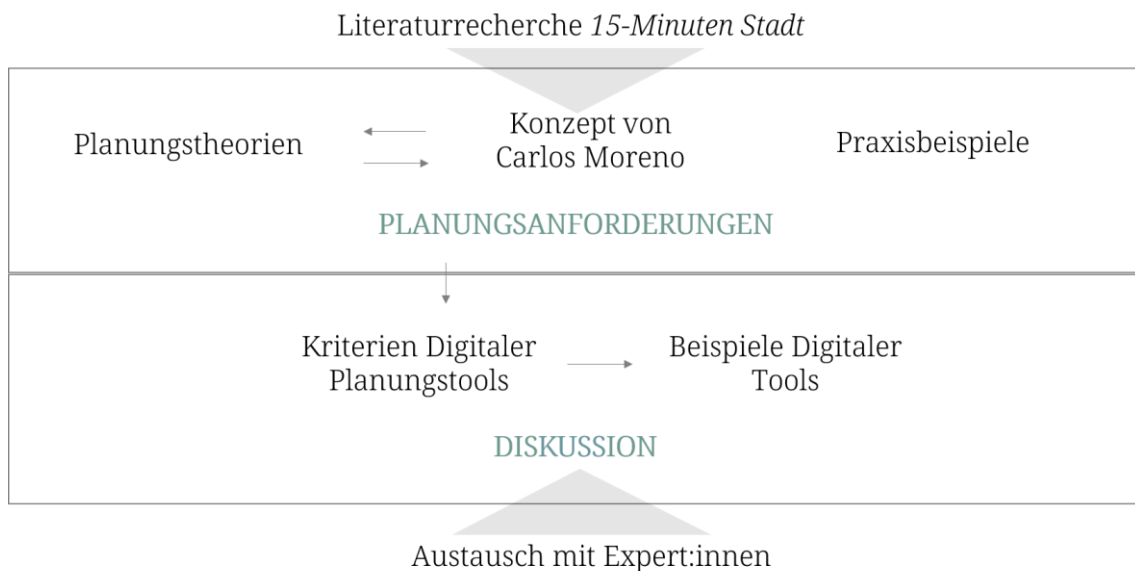 Literaturrecherche 15-Minuten Stadt
Planungstheorien
Konzept von
Carlos Moreno
Praxisbeispiele
PLANUNGSANFORDERUNGEN
Kriterien Digitaler
Planungstools
Beispiele Digitaler
Tools
DISKUSSION
Austausch mit Expert:innen